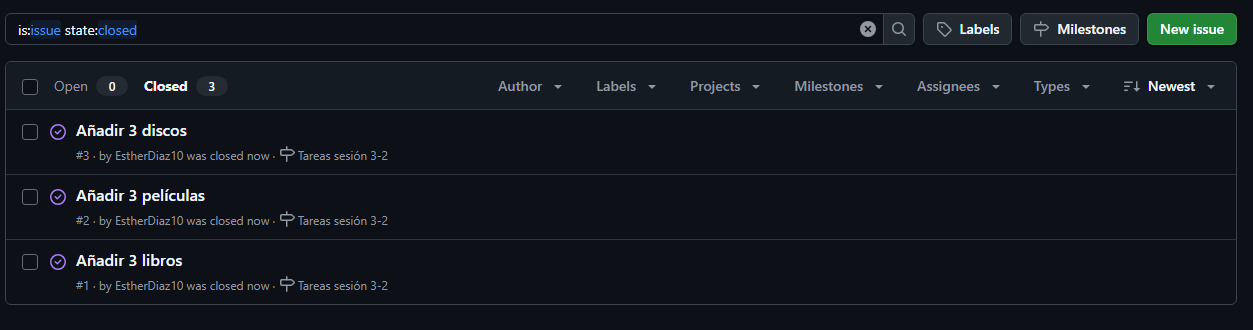 is:issue state:closed
Labels
Milestones
New issue
Open 0 Closed 3 Author Labels Projects Milestones Assignees Types Newest
Añadir 3 discos
#3 · by EstherDiaz10 was closed now · Tareas sesión 3-2
Añadir 3 películas
#2 · by EstherDiaz10 was closed now · Tareas sesión 3-2
Añadir 3 libros
#1 · by EstherDiaz10 was closed now · Tareas sesión 3-2